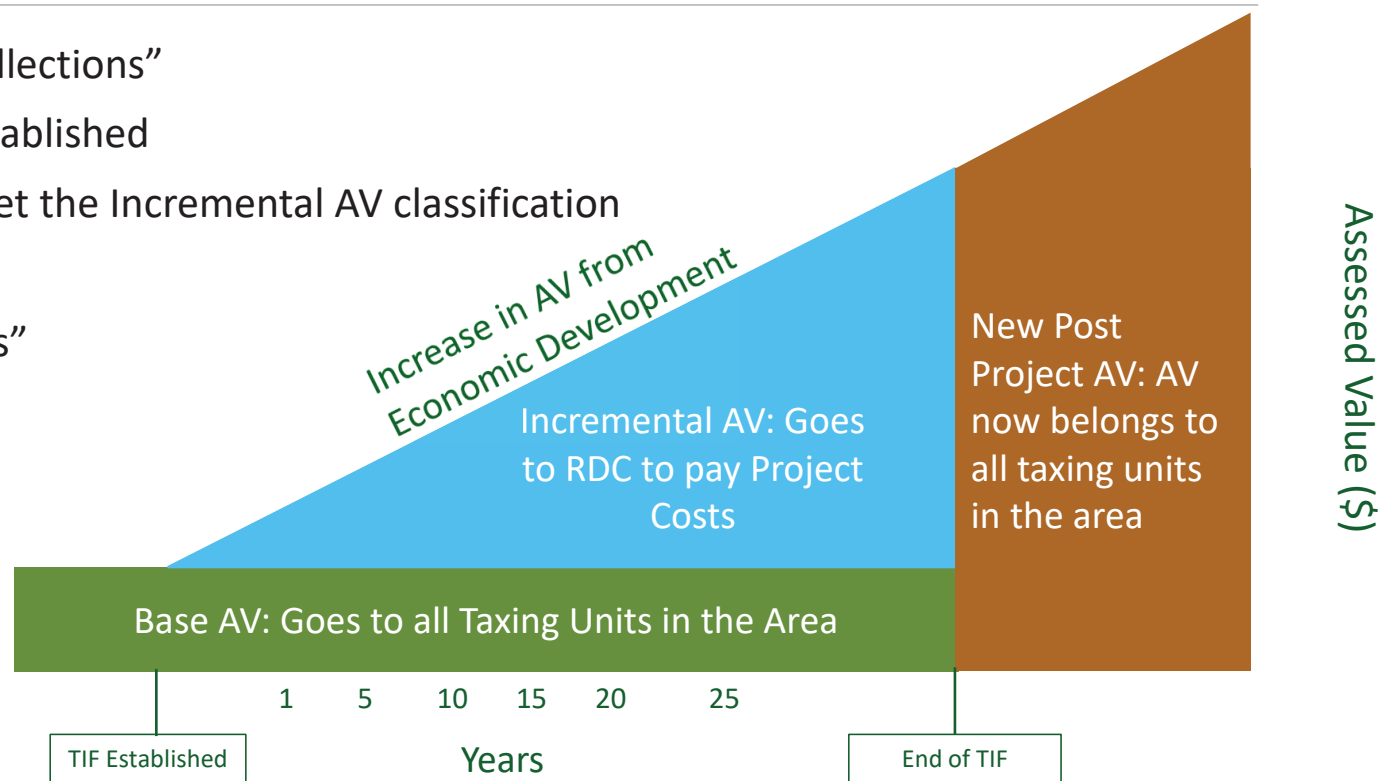 llections”
ablished
et the Incremental AV classification
s”
Increase in AV from
Economic Development
Incremental AV: Goes
to RDC to pay Project
Costs
New Post
Project AV: AV
now belongs to
all taxing units
in the area
Assessed Value ($)
Base AV: Goes to all Taxing Units in the Area
1 5 10 15 20 25
TIF Established
Years
End of TIF